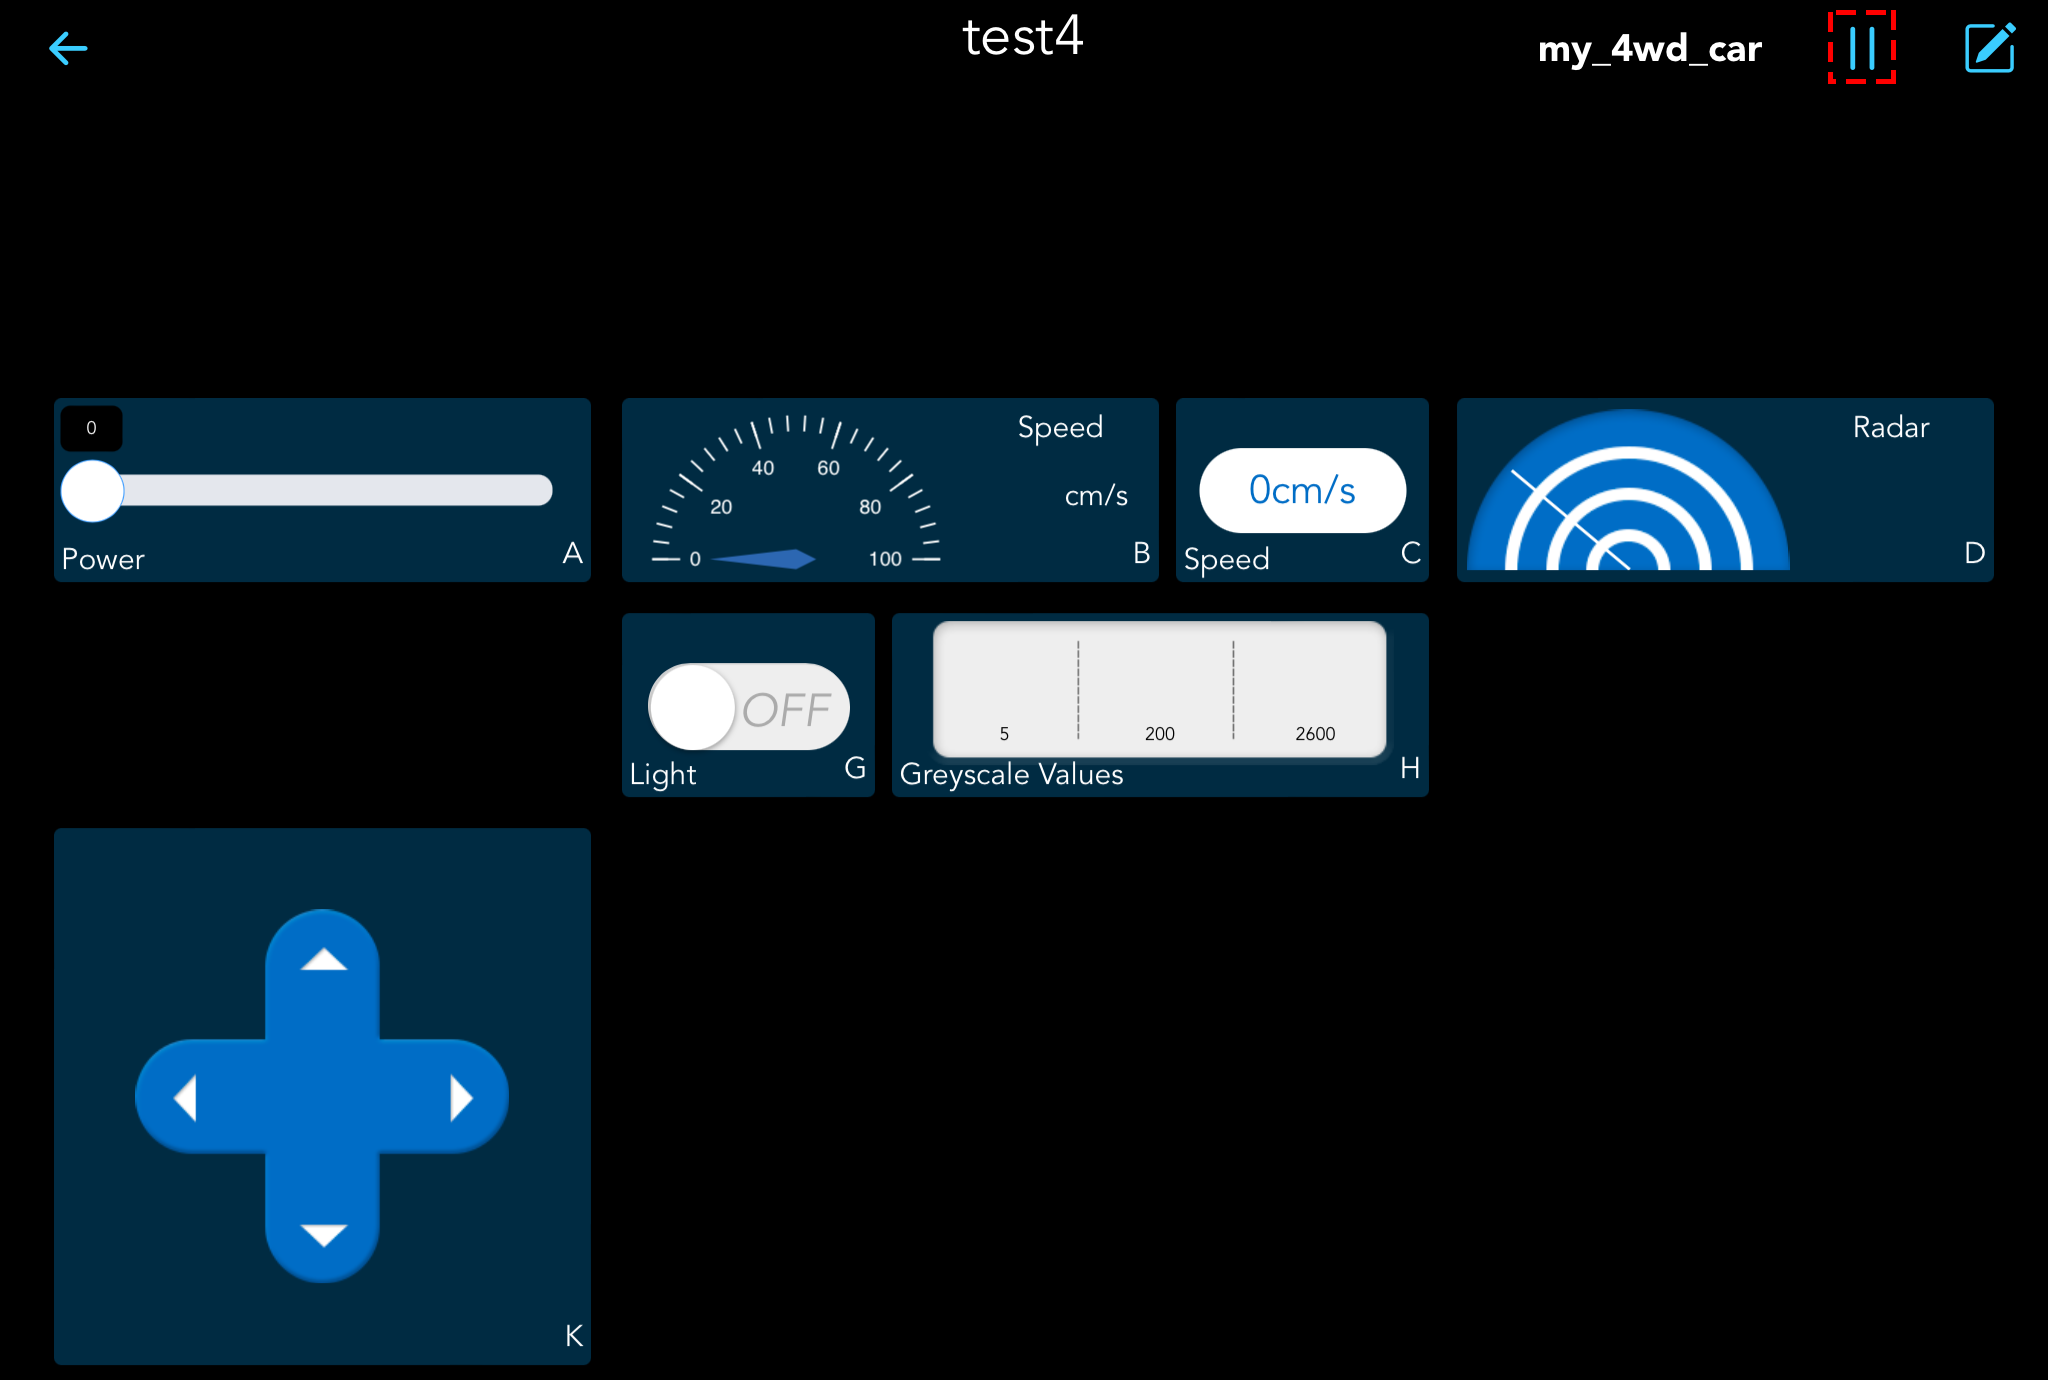 test4
my_4wd_car
0
Power
A
0
20
40
60
80
100
Speed
cm/s
B
0cm/s
Speed
C
Radar
D
OFF
Light
G
5
200
2600
Greyscale Values
H
K